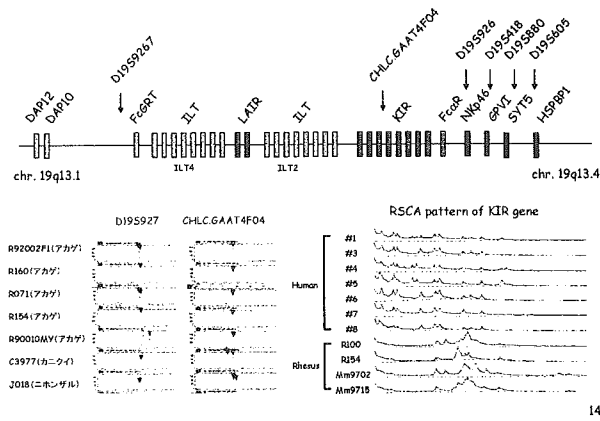 D19S9267
CHLC.GAAT4F04
D19S926
D19S418
D19S880
D19S605
DAP12
DAP10
FcGRT
ILT
LAIR
ILT
KIR
FcαR
NKp46
GPVI
SYT5
HSPBP1
ILT4
ILT2
chr. 19q13.1
chr. 19q13.4
D19S927
CHLC.GAAT4F04
RSCA pattern of KIR gene
R92002F1(アカゲ)
R160(アカゲ)
R071(アカゲ)
R154(アカゲ)
R90010MY(アカゲ)
C3977(カニクイ)
J018(ニホンザル)
Human
#1
#3
#4
#5
#6
#7
#8
Rhesus
R100
R154
Mm9702
Mm9715
14